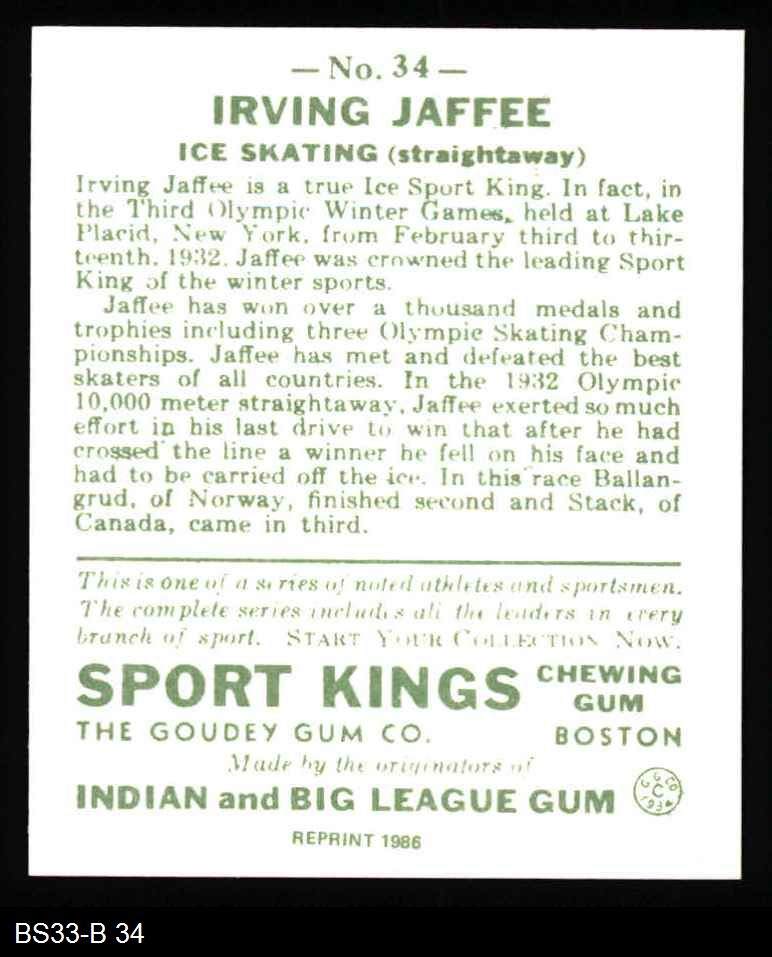 — No. 34 —
IRVING JAFFEE
ICE SKATING (straightaway)
Irving Jaffee is a true Ice Sport King. In fact, in
the Third Olympic Winter Games, held at Lake
Placid, New York, from February third to thir-
teenth, 1932, Jaffee was crowned the leading Sport
King of the winter sports.
Jaffee has won over a thousand medals and
trophies including three Olympic Skating Cham-
pionships. Jaffee has met and defeated the best
skaters of all countries. In the 1932 Olympic
10,000 meter straightaway, Jaffee exerted so much
effort in his last drive to win that after he had
crossed the line a winner he fell on his face and
had to be carried off the ice. In this race Ballan-
grud, of Norway, finished second and Stack, of
Canada, came in third.
This is one of a series of noted athletes and sportsmen.
The complete series includes all the leaders in every
branch of sport. START YOUR COLLECTION NOW.
SPORT KINGS CHEWING GUM
THE GOUDEY GUM CO. BOSTON
Made by the originators of
INDIAN and BIG LEAGUE GUM
G.G.CO C
REPRINT 1986
BS33-B 34